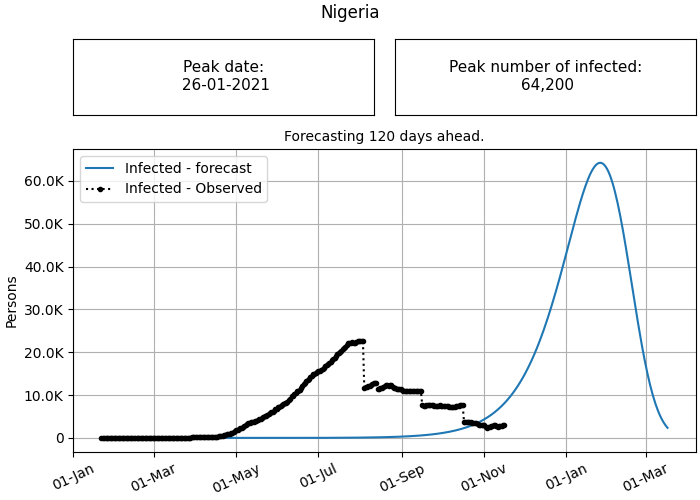 Nigeria
Peak date:
26-01-2021
Peak number of infected:
64,200
Forecasting 120 days ahead.
Infected - forecast
Infected - Observed
60.0K
50.0K
40.0K
30.0K
20.0K
10.0K
0
Persons
01-Jan
01-Mar
01-May
01-Jul
01-Sep
01-Nov
01-Jan
01-Mar